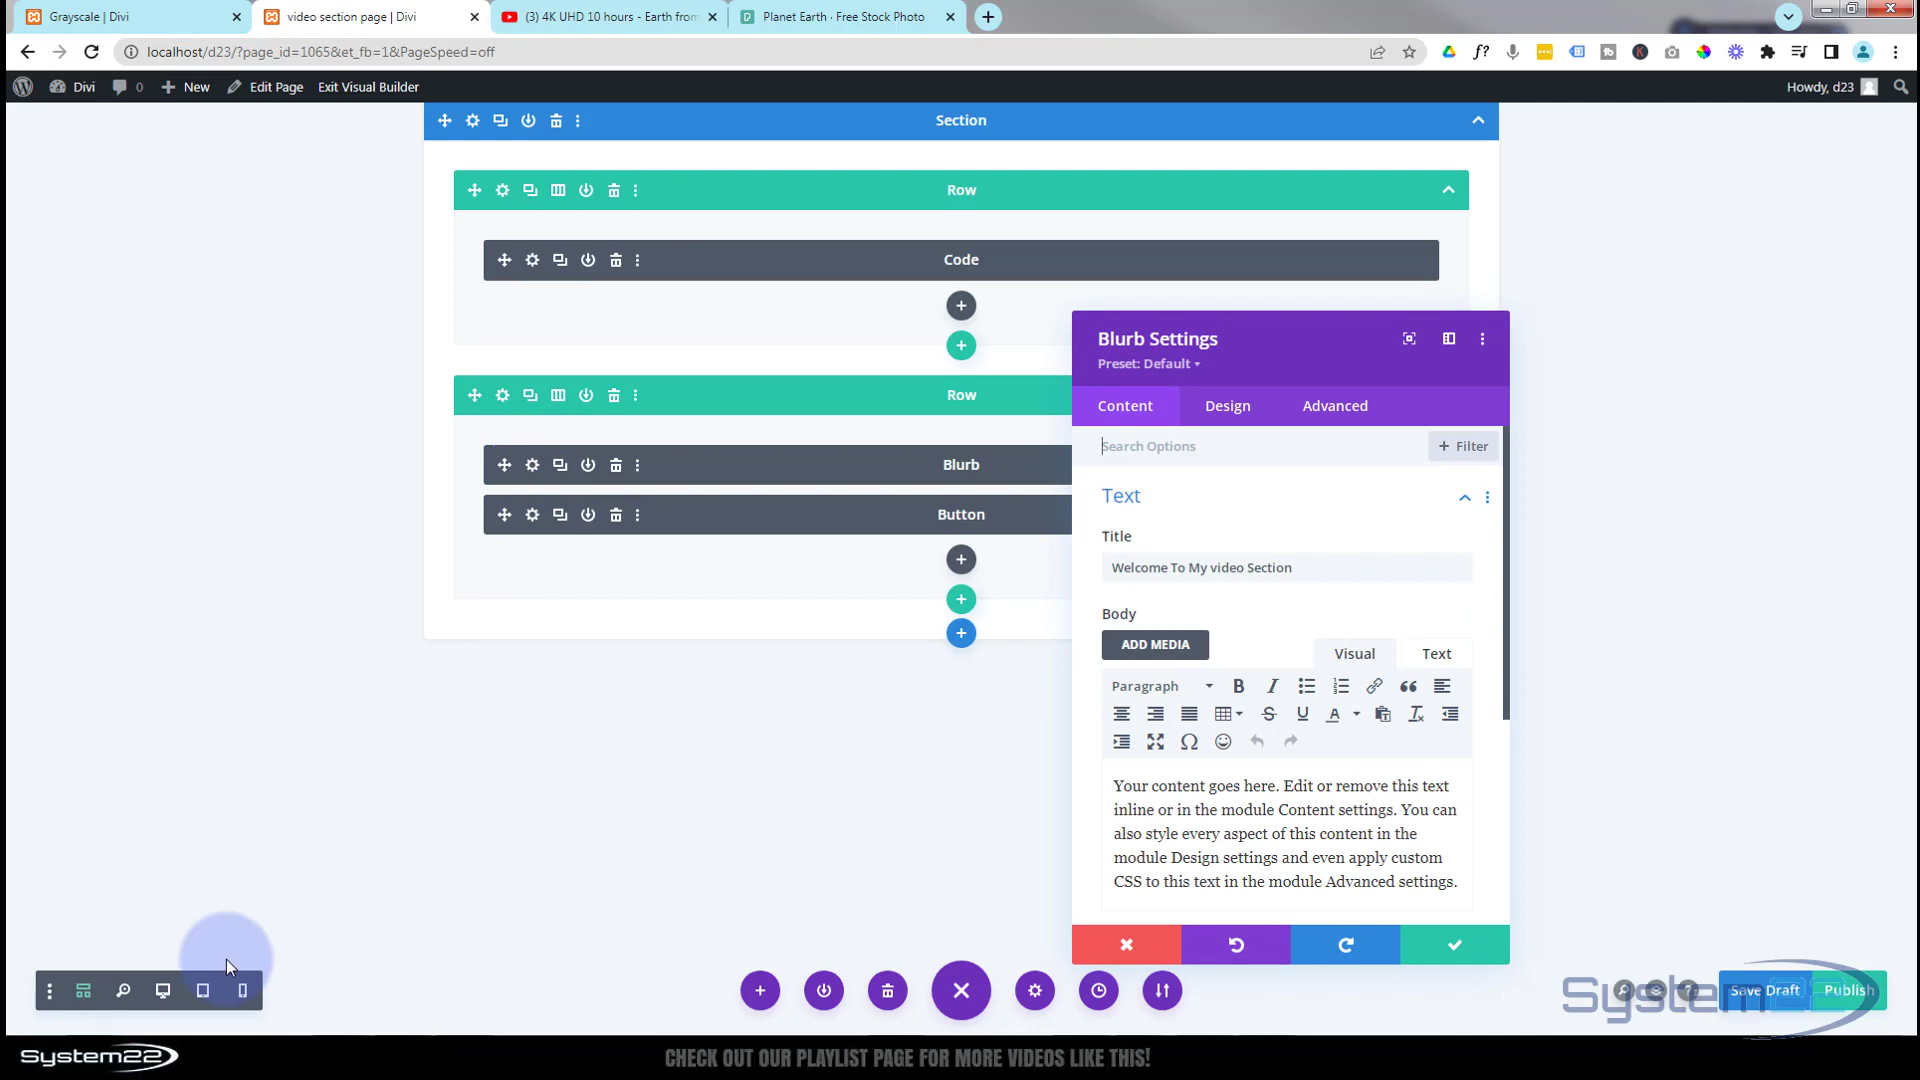 Grayscale | Divi
video section page | Divi
(3) 4K UHD 10 hours - Earth from
Planet Earth · Free Stock Photo
localhost/d23/?page_id=1065&et_fb=1&PageSpeed=off
Divi
0
New
Edit Page
Exit Visual Builder
Howdy, d23
Section
Row
Code
Row
Blurb
Button
Blurb Settings
Preset: Default
Content
Design
Advanced
Search Options
+ Filter
Text
Title
Welcome To My video Section
Body
ADD MEDIA
Visual
Text
Paragraph
Your content goes here. Edit or remove this text
inline or in the module Content settings. You can
also style every aspect of this content in the
module Design settings and even apply custom
CSS to this text in the module Advanced settings.
Save Draft
Publish
System22
System22
CHECK OUT OUR PLAYLIST PAGE FOR MORE VIDEOS LIKE THIS!